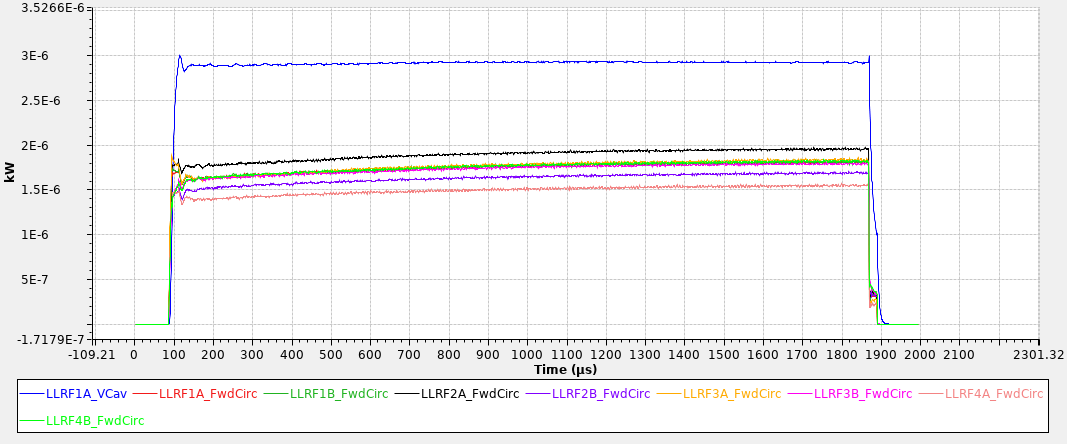 3.5266E-6
3E-6
2.5E-6
2E-6
1.5E-6
1E-6
5E-7
-1.7179E-7
kW
-109.21 0 100 200 300 400 500 600 700 800 900 1000 1100 1200 1300 1400 1500 1600 1700 1800 1900 2000 2100 2301.32
Time (µs)
LLRF1A_VCav LLRF1A_FwdCirc LLRF1B_FwdCirc LLRF2A_FwdCirc LLRF2B_FwdCirc LLRF3A_FwdCirc LLRF3B_FwdCirc LLRF4A_FwdCirc
LLRF4B_FwdCirc